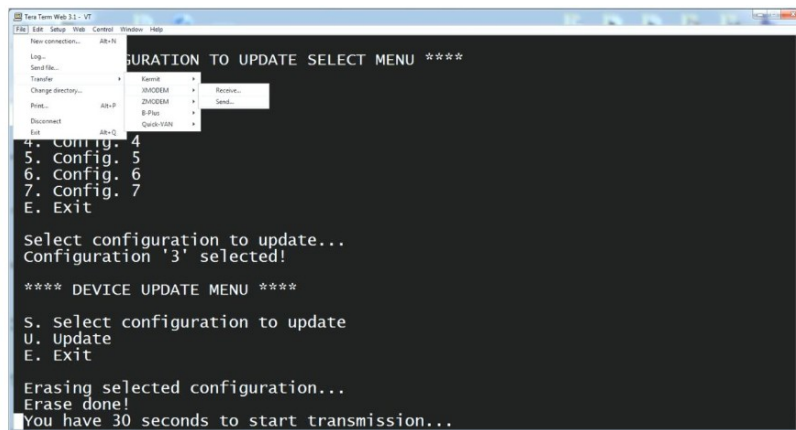 Tera Term Web 3.1 - VT
File Edit Setup Web Control Window Help
New connection... Alt+N
Log...
Send file...
Transfer
Change directory...
Print... Alt+P
Disconnect
Exit Alt+Q
Kermit
XMODEM
ZMODEM
B-Plus
Quick-VAN
Receive...
Send...
URATION TO UPDATE SELECT MENU ****
4. Config. 4
5. Config. 5
6. Config. 6
7. Config. 7
E. Exit
Select configuration to update...
Configuration '3' selected!
**** DEVICE UPDATE MENU ****
S. Select configuration to update
U. Update
E. Exit
Erasing selected configuration...
Erase done!
You have 30 seconds to start transmission...